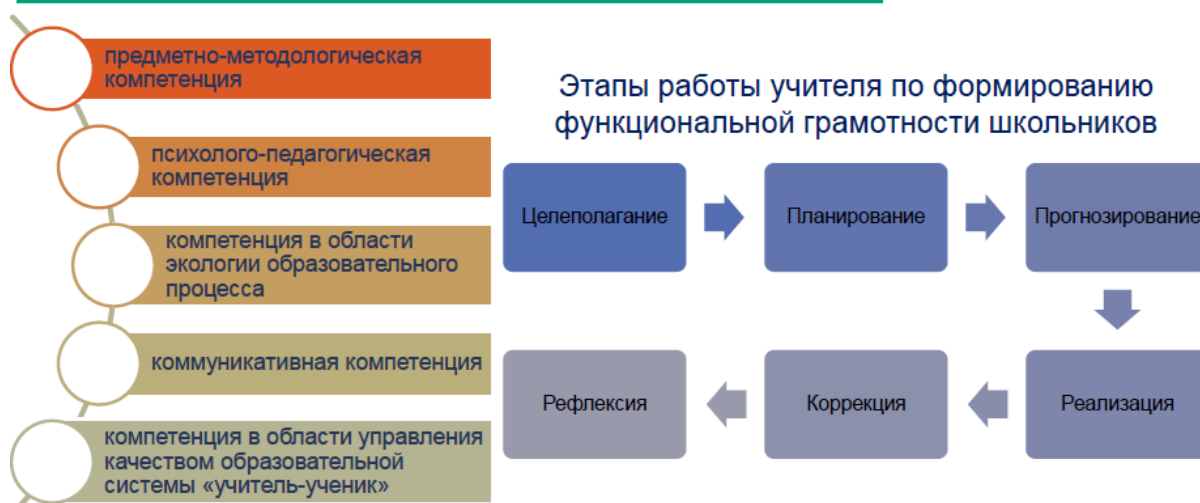 предметно-методологическая
компетенция
психолого-педагогическая
компетенция
компетенция в области
экологии образовательного
процесса
коммуникативная компетенция
компетенция в области управления
качеством образовательной
системы «учитель-ученик»
Этапы работы учителя по формированию
функциональной грамотности школьников
Целеполагание
Планирование
Прогнозирование
Реализация
Коррекция
Рефлексия